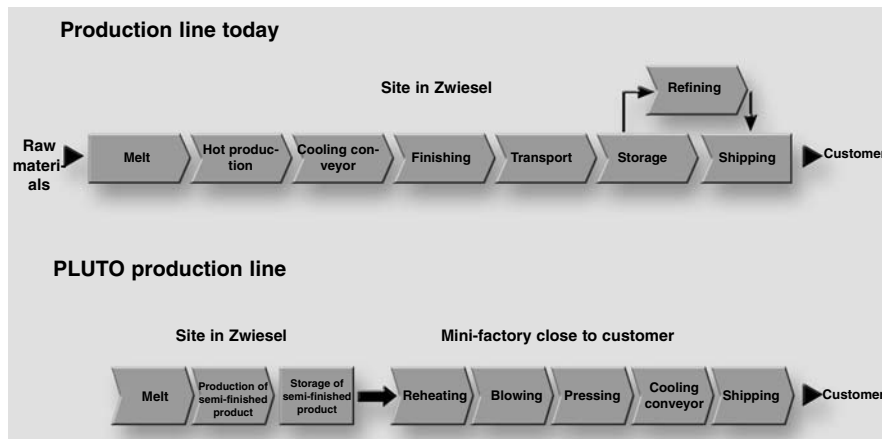 Production line today
Site in Zwiesel
Refining
Raw
materi-
als
Melt
Hot produc-
tion
Cooling con-
veyor
Finishing
Transport
Storage
Shipping
Customer
PLUTO production line
Site in Zwiesel
Mini-factory close to customer
Melt
Production of
semi-finished
product
Storage of
semi-finished
product
Reheating
Blowing
Pressing
Cooling
conveyor
Shipping
Customer